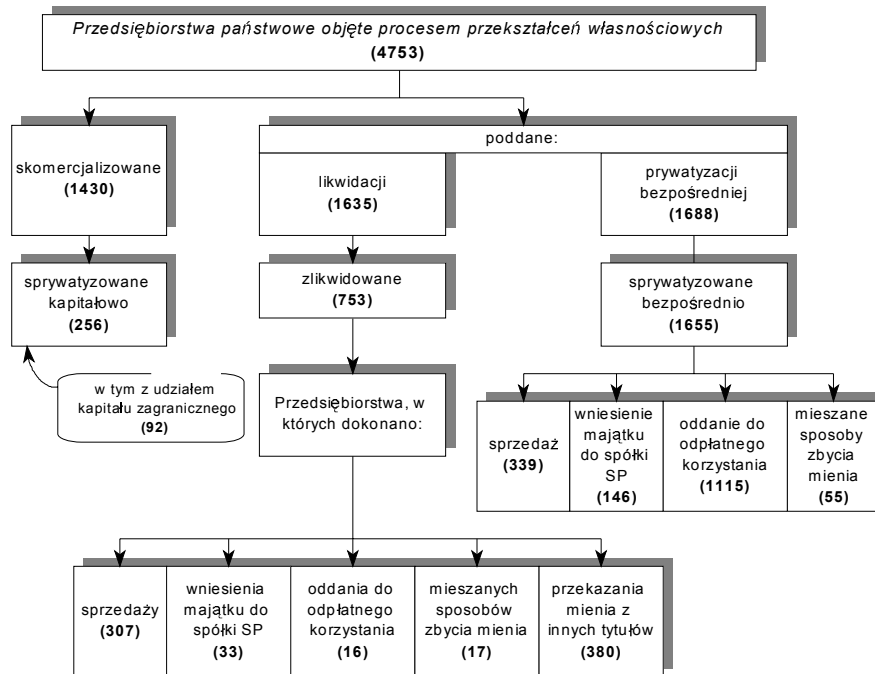 Przedsiębiorstwa państwowe objęte procesem przekształceń własnościowych
(4753)
skomercjalizowane
(1430)
poddane:
likwidacji
(1635)
prywatyzacji
bezpośredniej
(1688)
sprywatyzowane
kapitałowo
(256)
zlikwidowane
(753)
sprywatyzowane
bezpośrednio
(1655)
w tym z udziałem
kapitału zagranicznego
(92)
Przedsiębiorstwa, w
których dokonano:
sprzedaż
(339)
wniesienie
majątku
do spółki
SP
(146)
oddanie do
odpłatnego
korzystania
(1115)
mieszane
sposoby
zbycia
mienia
(55)
sprzedaży
(307)
wniesienia
majątku do
spółki SP
(33)
oddania do
odpłatnego
korzystania
(16)
mieszanych
sposobów
zbycia mienia
(17)
przekazania
mienia z
innych tytułów
(380)